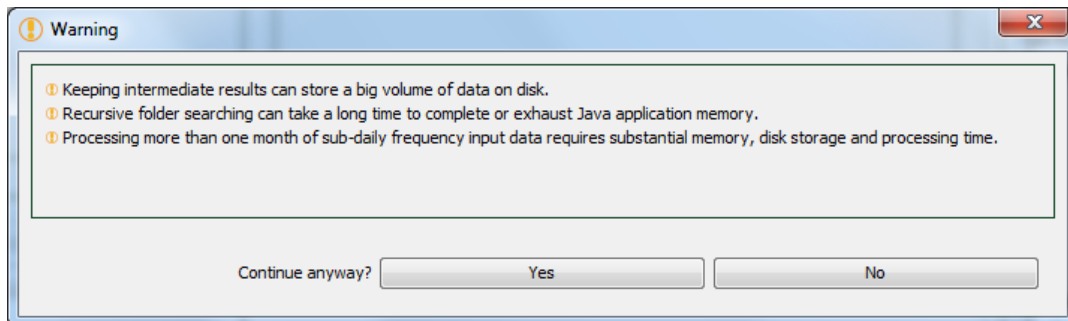 Warning
Keeping intermediate results can store a big volume of data on disk.
Recursive folder searching can take a long time to complete or exhaust Java application memory.
Processing more than one month of sub-daily frequency input data requires substantial memory, disk storage and processing time.
Continue anyway? Yes No